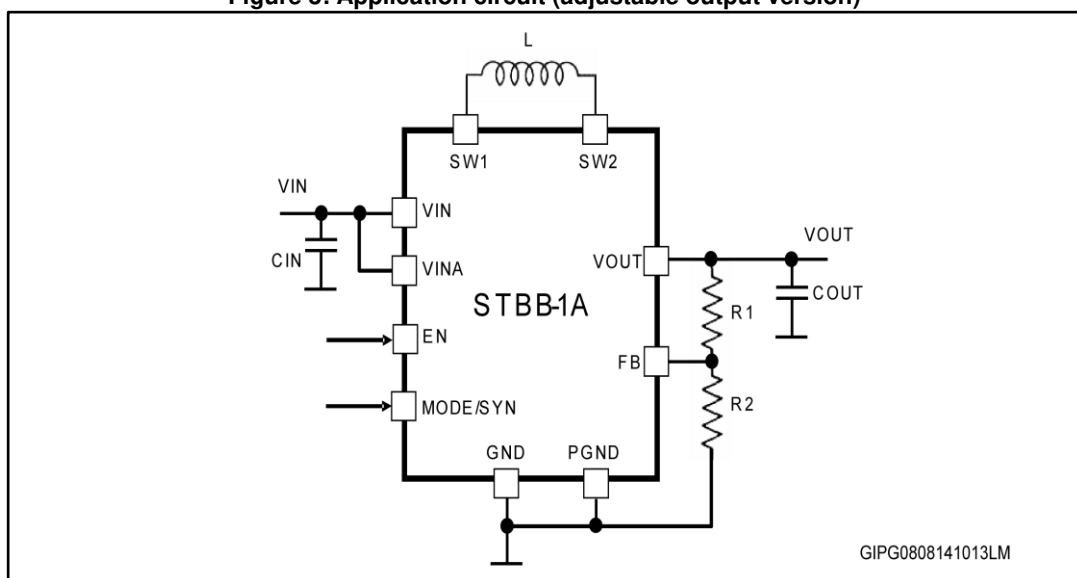 Figure 5: Application circuit (adjustable output version)
L
SW1
SW2
VIN
VIN
CIN
VINA
VOUT
VOUT
STBB-1A
COUT
R1
EN
FB
MODE/SYN
R2
GND
PGND
GIPG0808141013LM